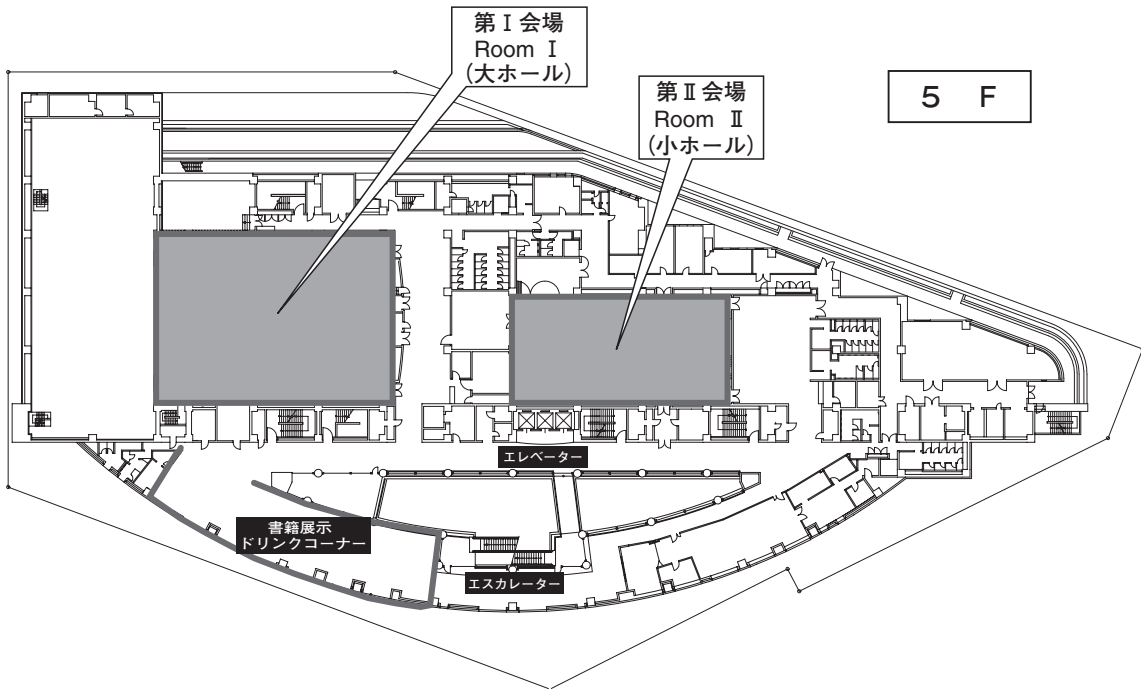 第Ⅰ会場
Room Ⅰ
(大ホール)
第Ⅱ会場
Room Ⅱ
(小ホール)
5 F
エレベーター
書籍展示
ドリンクコーナー
エスカレーター